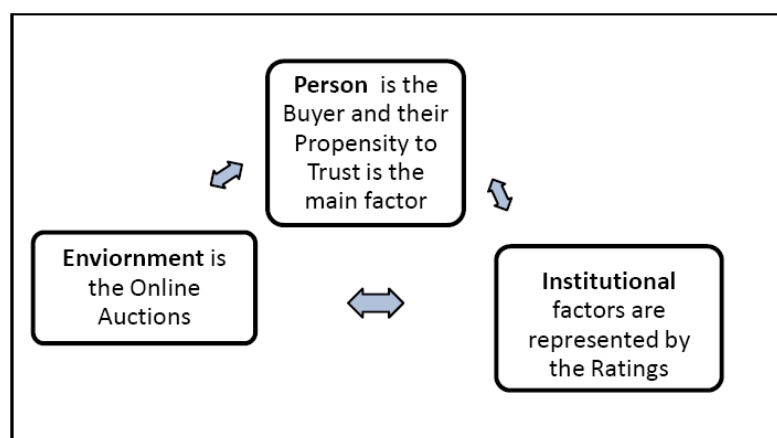 Person is the
Buyer and their
Propensity to
Trust is the
main factor
Enviornment is
the Online
Auctions
Institutional
factors are
represented by
the Ratings